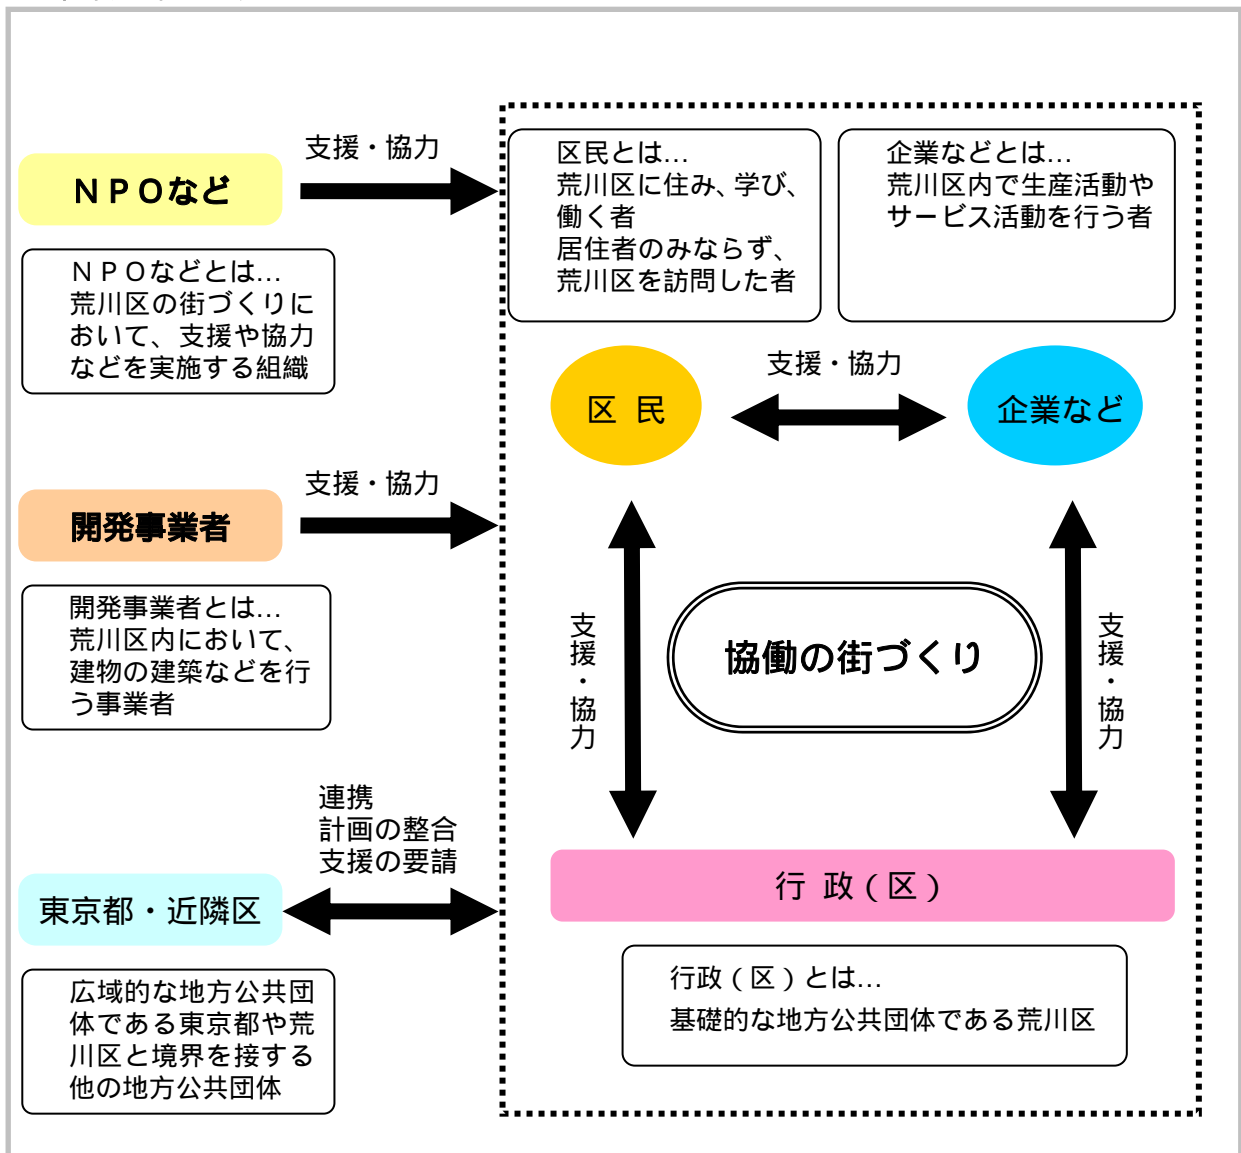 支援・協力
ＮＰＯなど
ＮＰＯなどとは…
荒川区の街づくりに
おいて、支援や協力
などを実施する組織
支援・協力
開発事業者
開発事業者とは…
荒川区内において、
建物の建築などを行
う事業者
連携
計画の整合
支援の要請
東京都・近隣区
広域的な地方公共団
体である東京都や荒
川区と境界を接する
他の地方公共団体
区民とは…
荒川区に住み、学び、
働く者
居住者のみならず、
荒川区を訪問した者
企業などとは…
荒川区内で生産活動や
サービス活動を行う者
区 民
支援・協力
企業など
支援・協力
協働の街づくり
支援・協力
行 政（区）
行政（区）とは…
基礎的な地方公共団体である荒川区